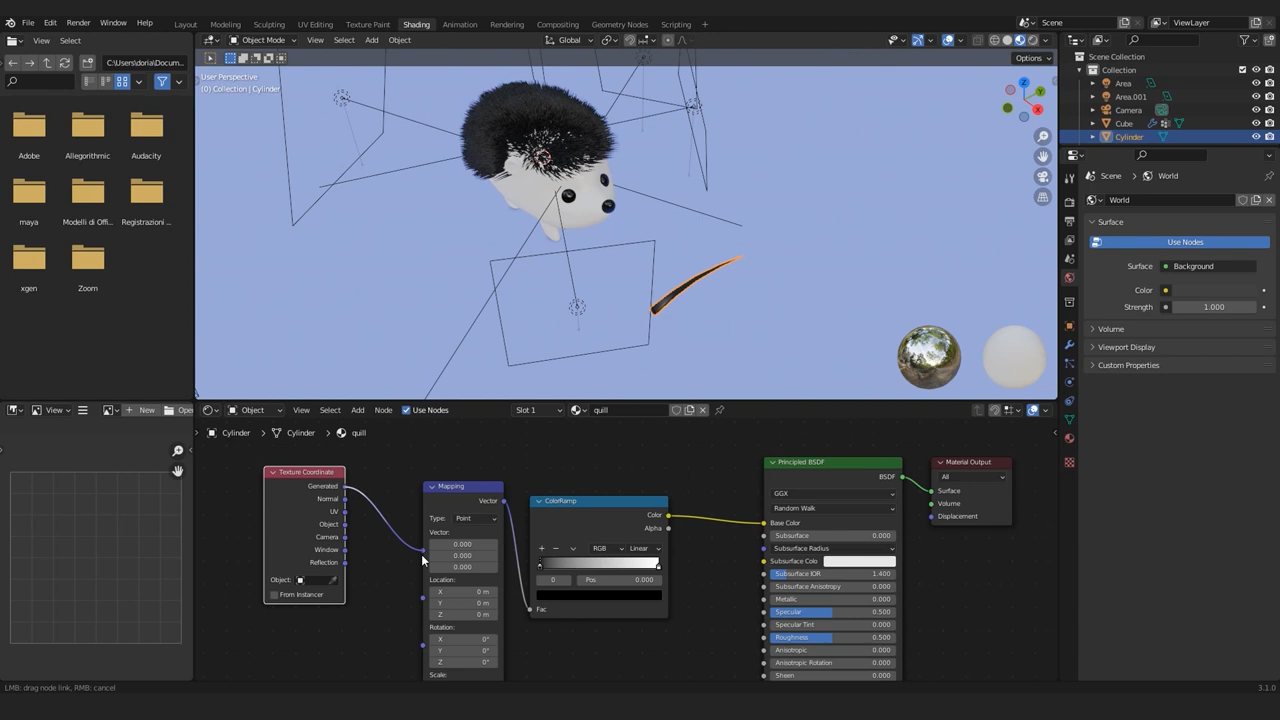 File Edit Render Window Help
Layout Modeling Sculpting UV Editing Texture Paint Shading Animation Rendering Compositing Geometry Nodes Scripting +
Scene
ViewLayer
View Select
Object Mode
View Select Add Object
Global
Options
C:\Users\doria\Docum...
User Perspective
(0) Collection | Cylinder
Z
Y
X
Scene Collection
Collection
Area
Area.001
Camera
Cube
Cylinder
Adobe
Allegorithmic
Audacity
maya
Modelli di Offi...
Registrazioni ...
xgen
Zoom
Scene > World
World
Surface
Use Nodes
Surface Background
Color
Strength 1.000
Volume
Viewport Display
Custom Properties
View
New
Open
Object
View Select Add Node
Use Nodes
Slot 1
quill
Cylinder > Cylinder > quill
Texture Coordinate
Generated
Normal
UV
Object
Camera
Window
Reflection
Object:
From Instancer
Mapping
Vector
Type: Point
Vector:
0.000
0.000
0.000
Location:
X 0 m
Y 0 m
Z 0 m
Rotation:
X 0°
Y 0°
Z 0°
Scale:
ColorRamp
Color
Alpha
RGB Linear
0 Pos 0.000
Fac
Principled BSDF
BSDF
GGX
Random Walk
Base Color
Subsurface 0.000
Subsurface Radius
Subsurface Colo
Subsurface IOR 1.400
Subsurface Anisotropy 0.000
Metallic 0.000
Specular 0.500
Specular Tint 0.000
Roughness 0.500
Anisotropic 0.000
Anisotropic Rotation 0.000
Sheen 0.000
Material Output
All
Surface
Volume
Displacement
LMB: drag node link, RMB: cancel
3.1.0